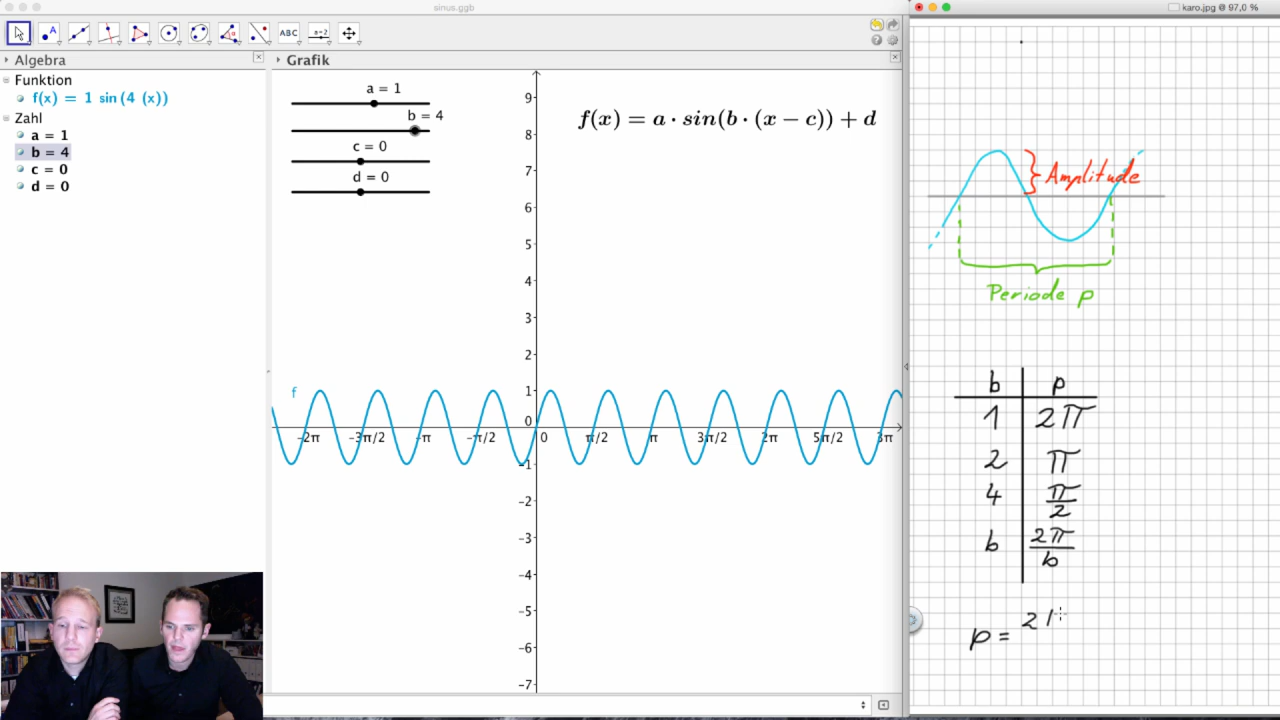 sinus.ggb
karo.jpg @ 97,0 %
ABC
a=2
Algebra
Grafik
Funktion
f(x) = 1 sin(4 (x))
Zahl
a = 1
b = 4
c = 0
d = 0
a = 1
b = 4
c = 0
d = 0
f(x) = a · sin(b · (x − c)) + d
9
8
7
6
5
4
3
2
1
0
-1
-2
-3
-4
-5
-6
-7
f
-2π -3π/2 -π -π/2 0 π/2 π 3π/2 2π 5π/2 3π
Amplitude
Periode p
b p
1 2π
2 π
4 π/2
b 2π/b
p = 2